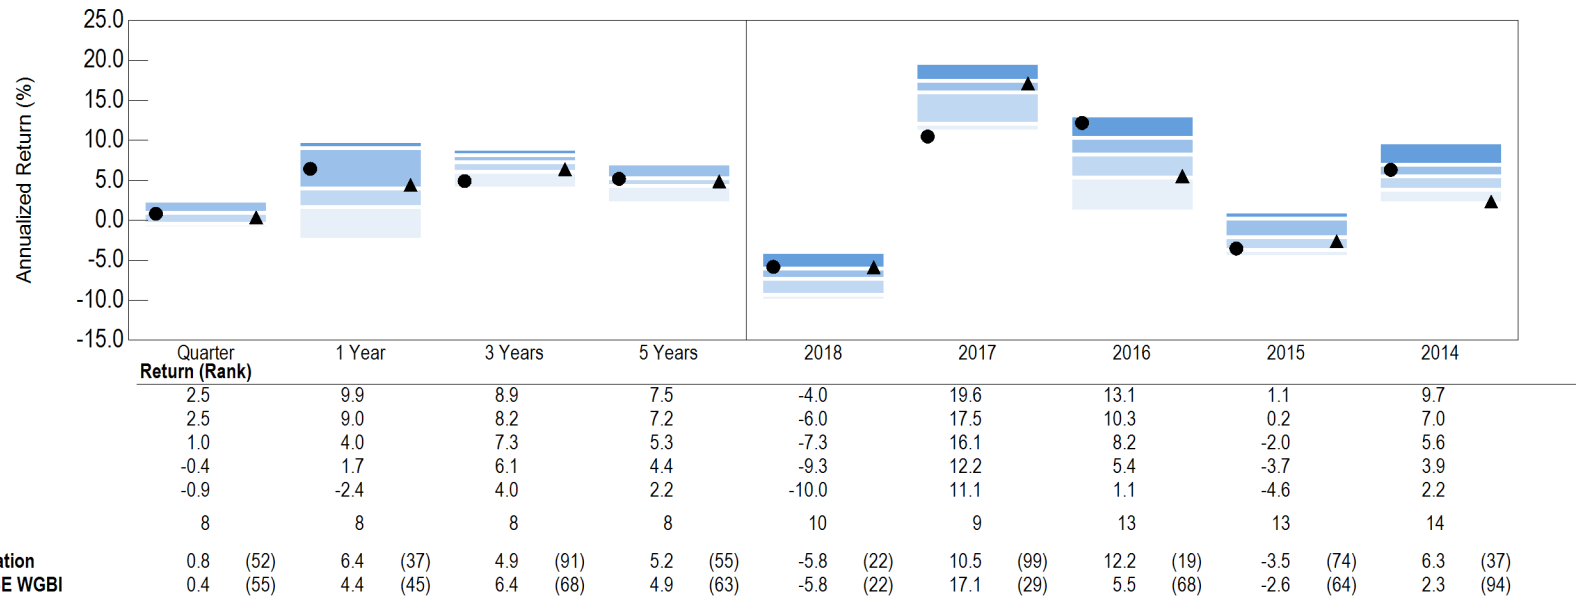 Annualized Return (%)
25.0
20.0
15.0
10.0
5.0
0.0
-5.0
-10.0
-15.0
Quarter 1 Year 3 Years 5 Years 2018 2017 2016 2015 2014
Return (Rank)
2.5 9.9 8.9 7.5 -4.0 19.6 13.1 1.1 9.7
2.5 9.0 8.2 7.2 -6.0 17.5 10.3 0.2 7.0
1.0 4.0 7.3 5.3 -7.3 16.1 8.2 -2.0 5.6
-0.4 1.7 6.1 4.4 -9.3 12.2 5.4 -3.7 3.9
-0.9 -2.4 4.0 2.2 -10.0 11.1 1.1 -4.6 2.2
8 8 8 8 10 9 13 13 14
ation 0.8 (52) 6.4 (37) 4.9 (91) 5.2 (55) -5.8 (22) 10.5 (99) 12.2 (19) -3.5 (74) 6.3 (37)
E WGBI 0.4 (55) 4.4 (45) 6.4 (68) 4.9 (63) -5.8 (22) 17.1 (29) 5.5 (68) -2.6 (64) 2.3 (94)